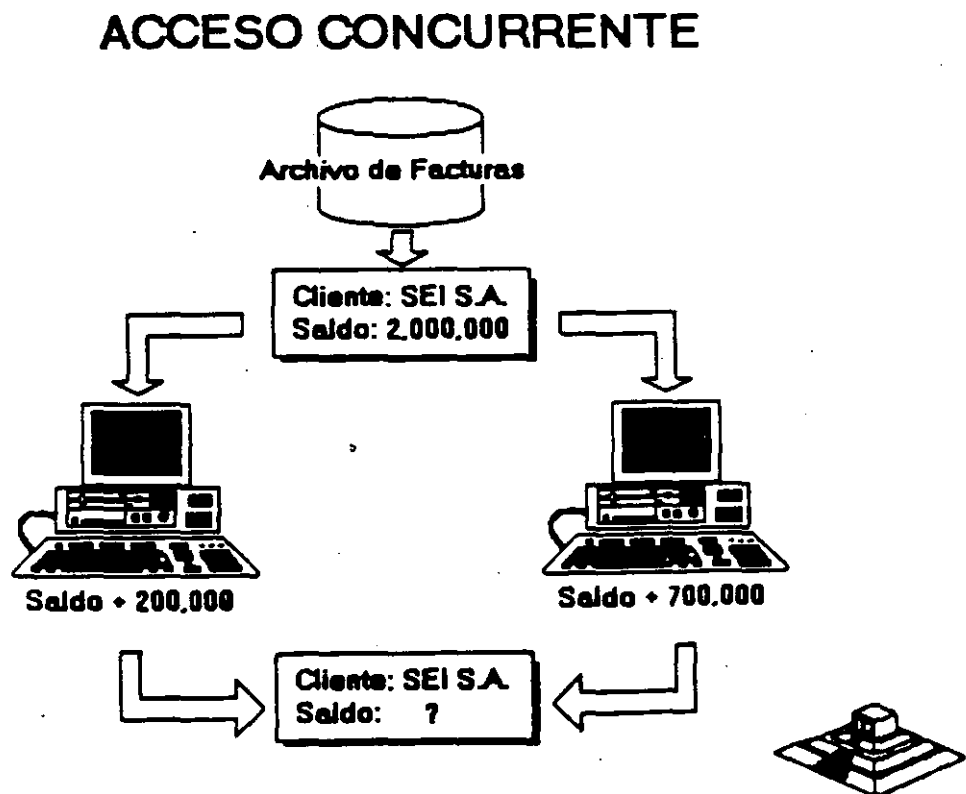 ACCESO CONCURRENTE
Archivo de Facturas
Cliente: SEI S.A.
Saldo: 2,000,000
Saldo + 200,000
Saldo + 700,000
Cliente: SEI S.A.
Saldo: ?